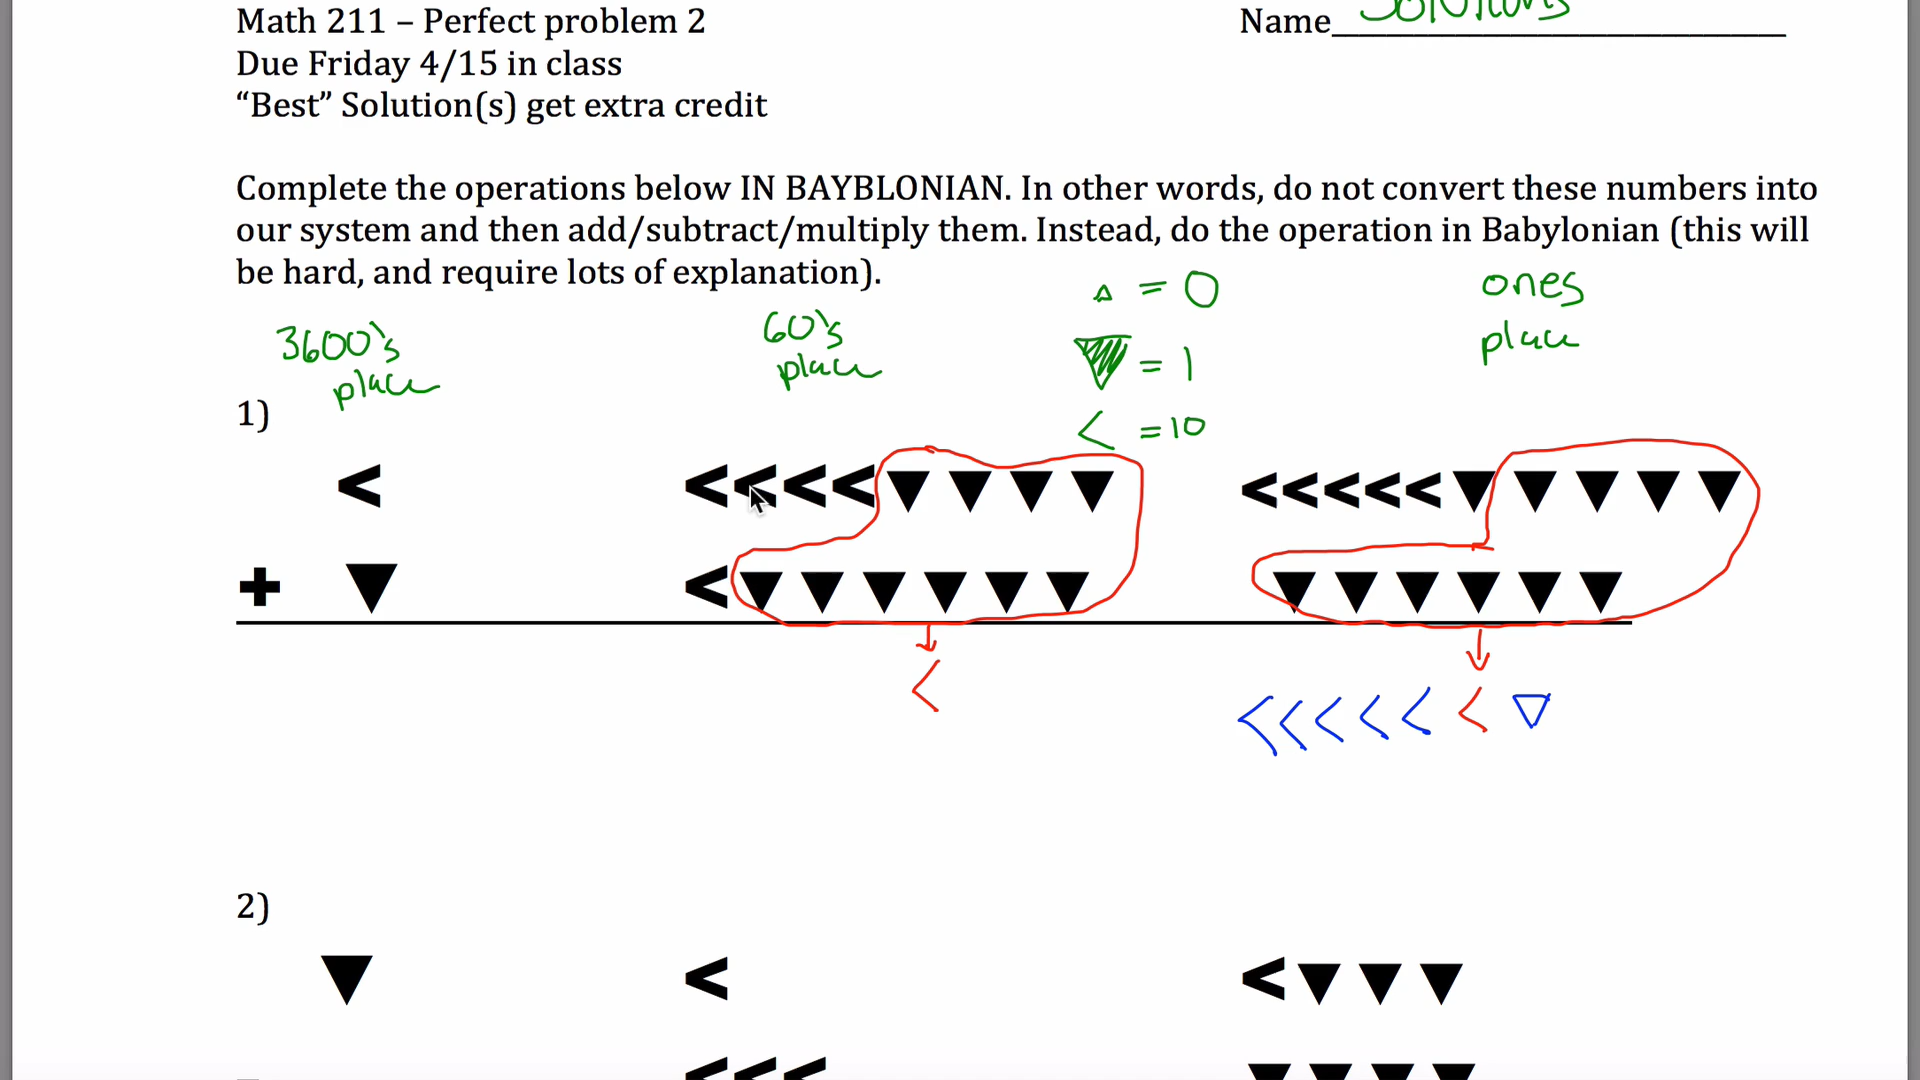 Math 211 – Perfect problem 2
Name Solutions
Due Friday 4/15 in class
“Best” Solution(s) get extra credit
Complete the operations below IN BAYBLONIAN. In other words, do not convert these numbers into
our system and then add/subtract/multiply them. Instead, do the operation in Babylonian (this will
be hard, and require lots of explanation).
3600's place
60's place
△ = 0
▼ = 1
< = 10
ones place
1)
< <<<<▼▼▼▼ <<<<<▼▼▼▼▼
+ ▼ <▼▼▼▼▼▼ ▼▼▼▼▼▼
< <<<<<<▽
2)
▼ < <▼▼▼
<<< ▼▼▼▼